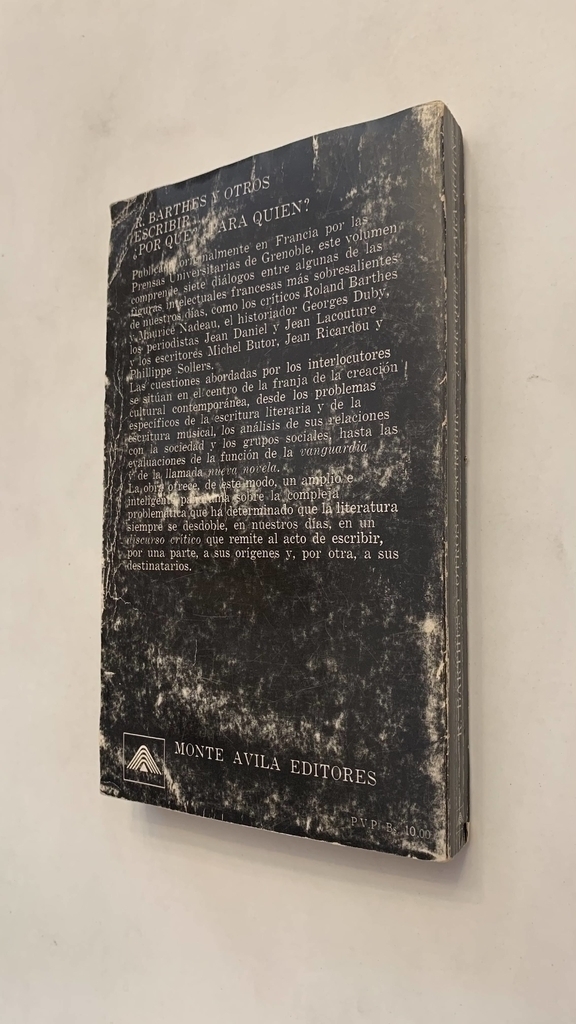 R. BARTHES Y OTROS
ESCRIBIR...
¿POR QUE? ¿PARA QUIEN?
Publicado originalmente en Francia por las
Prensas Universitarias de Grenoble, este volumen
comprende siete diálogos entre algunas de las
figuras intelectuales francesas más sobresalientes
de nuestros días, como los críticos Roland Barthes
y Maurice Nadeau, el historiador Georges Duby,
los periodistas Jean Daniel y Jean Lacouture
y los escritores Michel Butor, Jean Ricardou y
Phillippe Sollers.
Las cuestiones abordadas por los interlocutores
se sitúan en el centro de la franja de la creación
cultural contemporánea, desde los problemas
específicos de la escritura literaria y de la
escritura musical, los análisis de sus relaciones
con la sociedad y los grupos sociales, hasta las
evaluaciones de la función de la vanguardia
y de la llamada nueva novela.
La obra ofrece, de este modo, un amplio e
inteligente panorama sobre la compleja
problemática que ha determinado que la literatura
siempre se desdoble, en nuestros días, en un
discurso crítico que remite al acto de escribir,
por una parte, a sus orígenes y, por otra, a sus
destinatarios.
MONTE AVILA EDITORES
P.V.P. Bs. 10,00
R. BARTHES Y OTROS